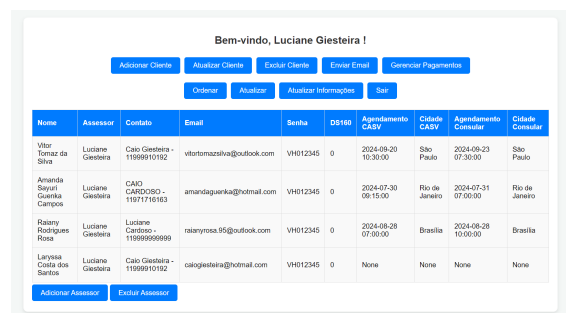 Bem-vindo, Luciane Giesteira !
Adicionar Cliente Atualizar Cliente Excluir Cliente Enviar Email Gerenciar Pagamentos
Ordenar Atualizar Atualizar Informações Sair
Nome Assessor Contato Email Senha DS160 Agendamento CASV Cidade CASV Agendamento Consular Cidade Consular
Vitor Tomaz da Silva Luciane Giesteira Caio Giesteira - 11999910192 vitortomazsilva@outlook.com VH012345 0 2024-09-20 10:30:00 São Paulo 2024-09-23 07:30:00 São Paulo
Amanda Sayuri Guenka Campos Luciane Giesteira CAIO CARDOSO - 11971716163 amandaguenka@hotmail.com VH012345 0 2024-07-30 09:15:00 Rio de Janeiro 2024-07-31 07:00:00 Rio de Janeiro
Raiany Rodrigues Rosa Luciane Giesteira Luciane Cardoso - 119999999999 raianyrosa.95@outlook.com VH012345 0 2024-08-28 07:00:00 Brasília 2024-08-28 10:00:00 Brasília
Laryssa Costa dos Santos Luciane Giesteira Caio Giesteira - 11999910192 caiogiesteira@hotmail.com VH012345 0 None None None None
Adicionar Assessor Excluir Assessor